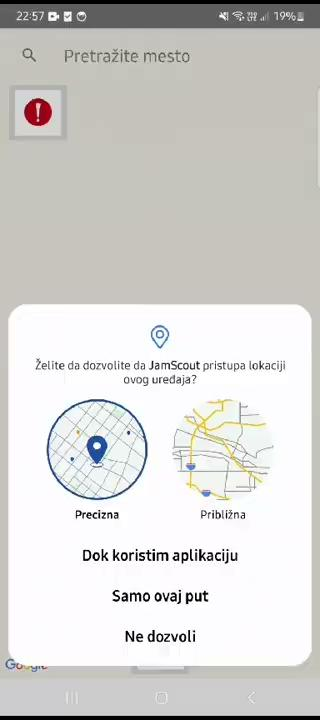 22:57
19%
Pretražite mesto
Želite da dozvolite da JamScout pristupa lokaciji
ovog uređaja?
Precizna
Približna
Dok koristim aplikaciju
Samo ovaj put
Ne dozvoli
Google